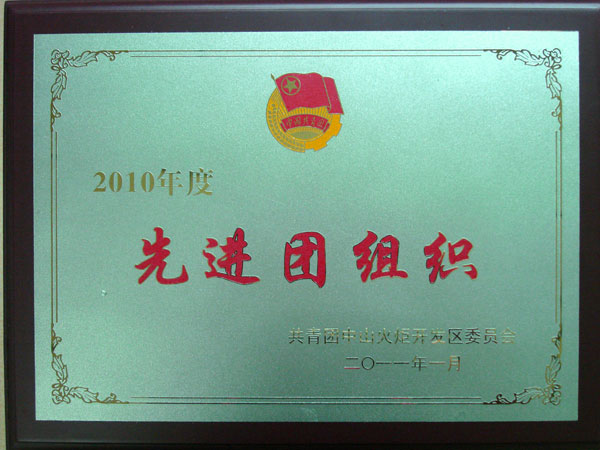 2010年度
先进团组织
共青团中山火炬开发区委员会
二〇一一年一月